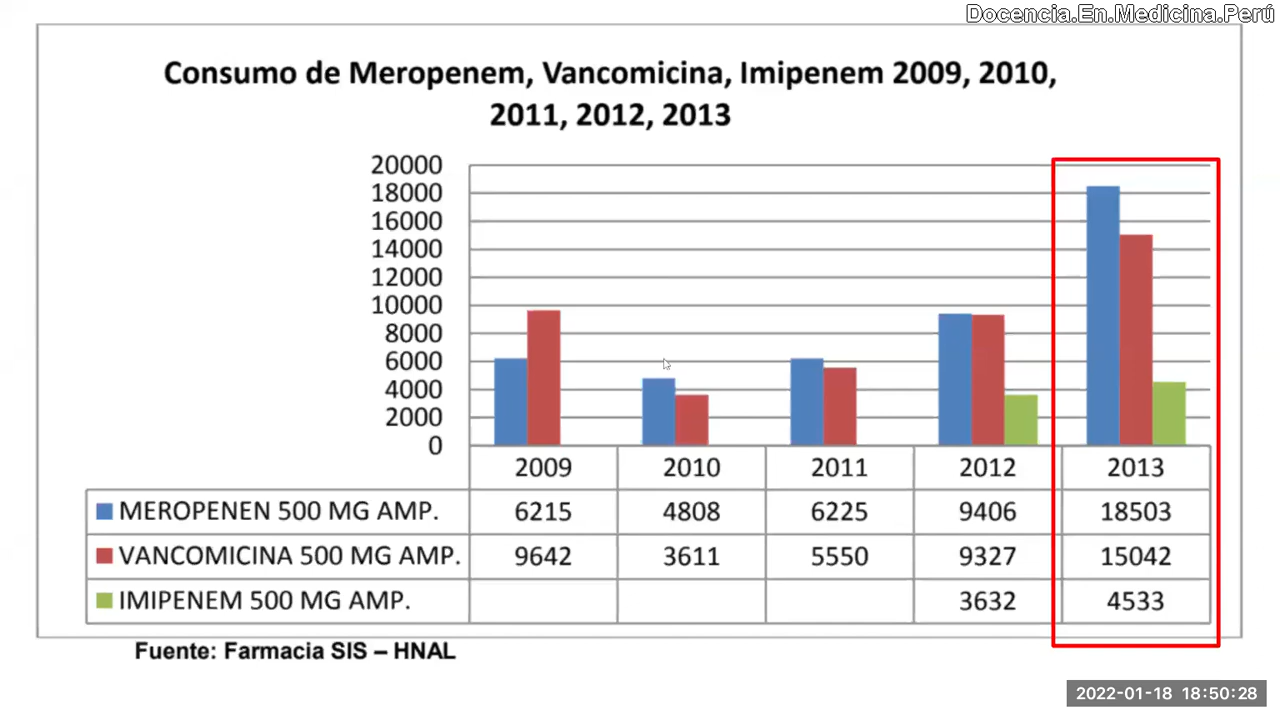 Docencia.En.Medicina.Perú
Consumo de Meropenem, Vancomicina, Imipenem 2009, 2010,
2011, 2012, 2013
20000
18000
16000
14000
12000
10000
8000
6000
4000
2000
0
2009 2010 2011 2012 2013
MEROPENEN 500 MG AMP. 6215 4808 6225 9406 18503
VANCOMICINA 500 MG AMP. 9642 3611 5550 9327 15042
IMIPENEM 500 MG AMP. 3632 4533
Fuente: Farmacia SIS – HNAL
2022-01-18 18:50:28